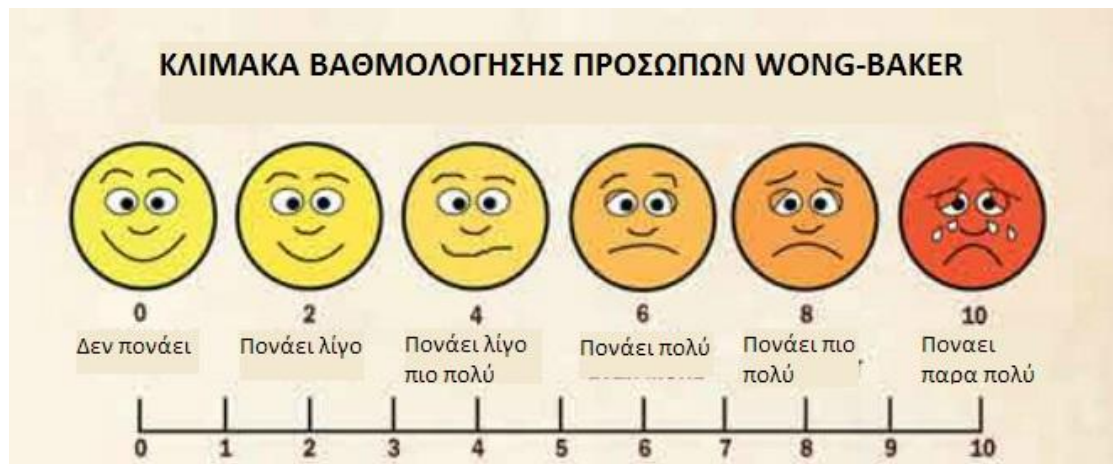 ΚΛΙΜΑΚΑ ΒΑΘΜΟΛΟΓΗΣΗΣ ΠΡΟΣΩΠΩΝ WONG-BAKER
0 2 4 6 8 10
Δεν πονάει
Πονάει λίγο
Πονάει λίγο
πιο πολύ
Πονάει πολύ
Πονάει πιο
πολύ
Ποναει
παρα πολύ
0 1 2 3 4 5 6 7 8 9 10